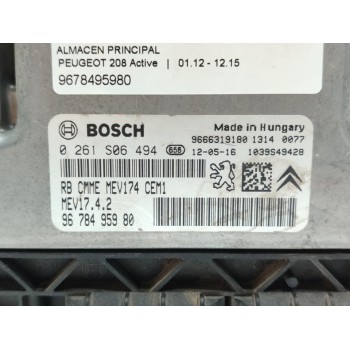 ALMACEN PRINCIPAL
PEUGEOT 208 Active | 01.12 - 12.15
9678495980
BOSCH Made in Hungary
9666319180 1314 0077
0 261 S06 494 658 12-05-16 1039S49428
RB CMME MEV174 CEM1
MEV17.4.2
96 784 959 80